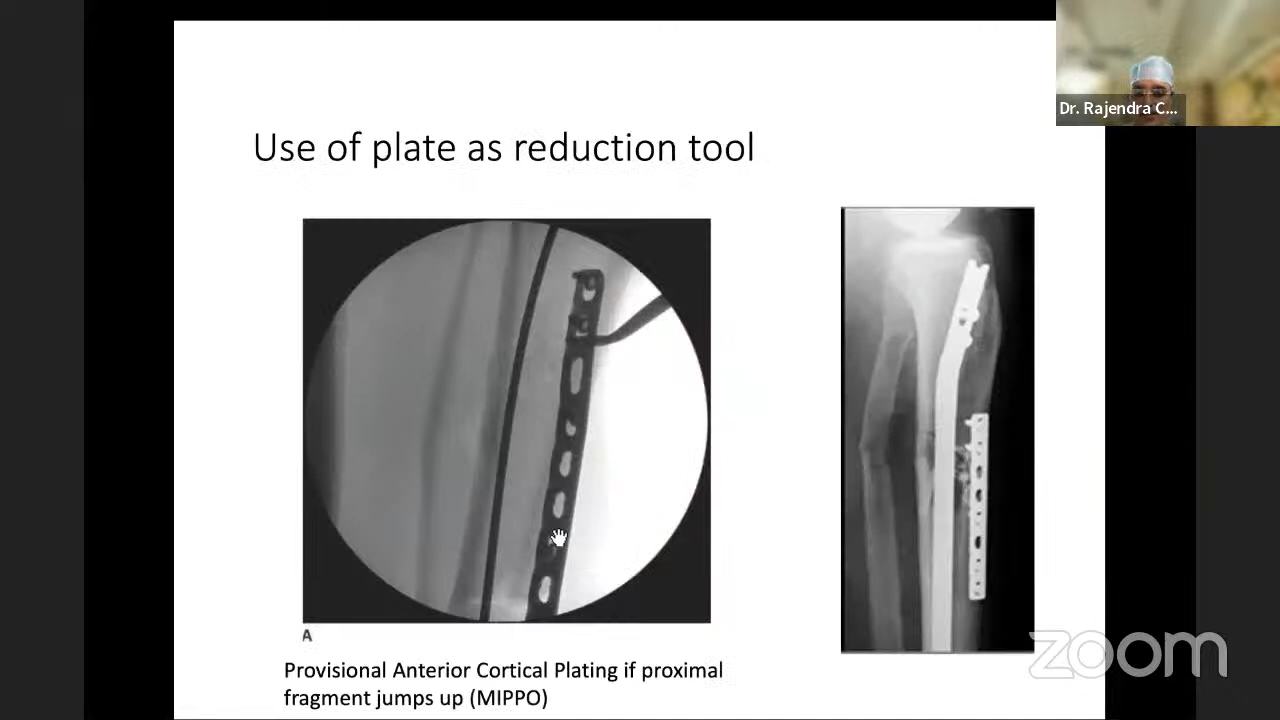 Dr. Rajendra C...
Use of plate as reduction tool
A
Provisional Anterior Cortical Plating if proximal
fragment jumps up (MIPPO)
zoom